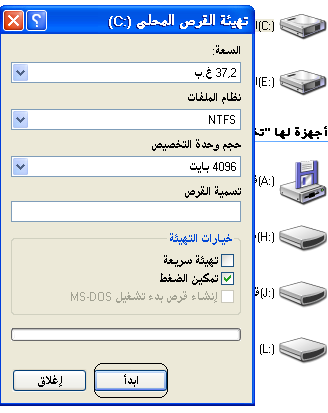 تهيئة القرص المحلي (C:)
السعة:
37,2 غ.ب
نظام الملفات
NTFS
حجم وحدة التخصيص
4096 بايت
تسمية القرص
خيارات التهيئة
تهيئة سريعة
تمكين الضغط
إنشاء قرص بدء تشغيل MS-DOS
ابدأ
إغلاق
(C:)
(E:)
أجهزة لها "تخ
(A:)
(H:)
(J:)
(L:)